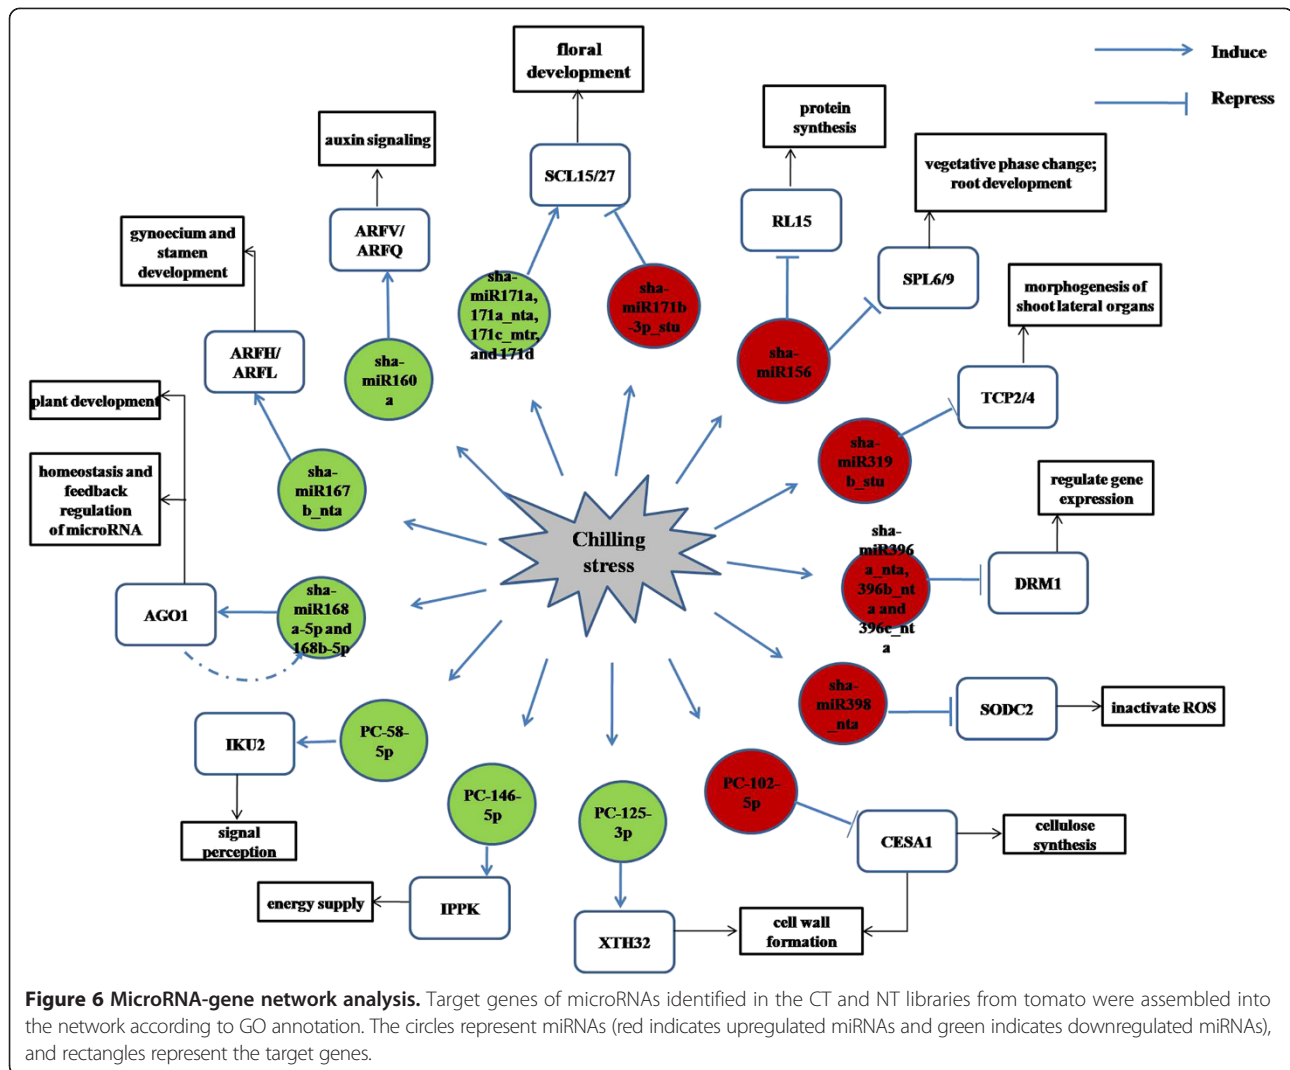 floral
development
Induce
Repress
protein
synthesis
auxin signaling
SCL15/27
vegetative phase change;
root development
RL15
ARFV/
ARFQ
gynoecium and
stamen
development
SPL6/9
sha-
miR171a,
171a_nta,
171c_mtr,
and 171d
sha-
miR171b
-3p_stu
morphogenesis of
shoot lateral organs
ARFH/
ARFL
sha-
miR160
a
sha-
miR156
plant development
TCP2/4
sha-
miR319
b_stu
homeostasis and
feedback
regulation
of microRNA
sha-
miR167
b_nta
regulate gene
expression
Chilling
stress
sha-
miR396
a_nta,
396b_nt
a and
396c_nt
a
DRM1
AGO1
sha-
miR168
a-5p and
168b-5p
sha-
miR398
_nta
SODC2
inactivate ROS
IKU2
PC-58-
5p
PC-146-
5p
PC-125-
3p
PC-102-
5p
signal
perception
CESA1
cellulose
synthesis
energy supply
IPPK
XTH32
cell wall
formation
Figure 6 MicroRNA-gene network analysis. Target genes of microRNAs identified in the CT and NT libraries from tomato were assembled into
the network according to GO annotation. The circles represent miRNAs (red indicates upregulated miRNAs and green indicates downregulated miRNAs),
and rectangles represent the target genes.